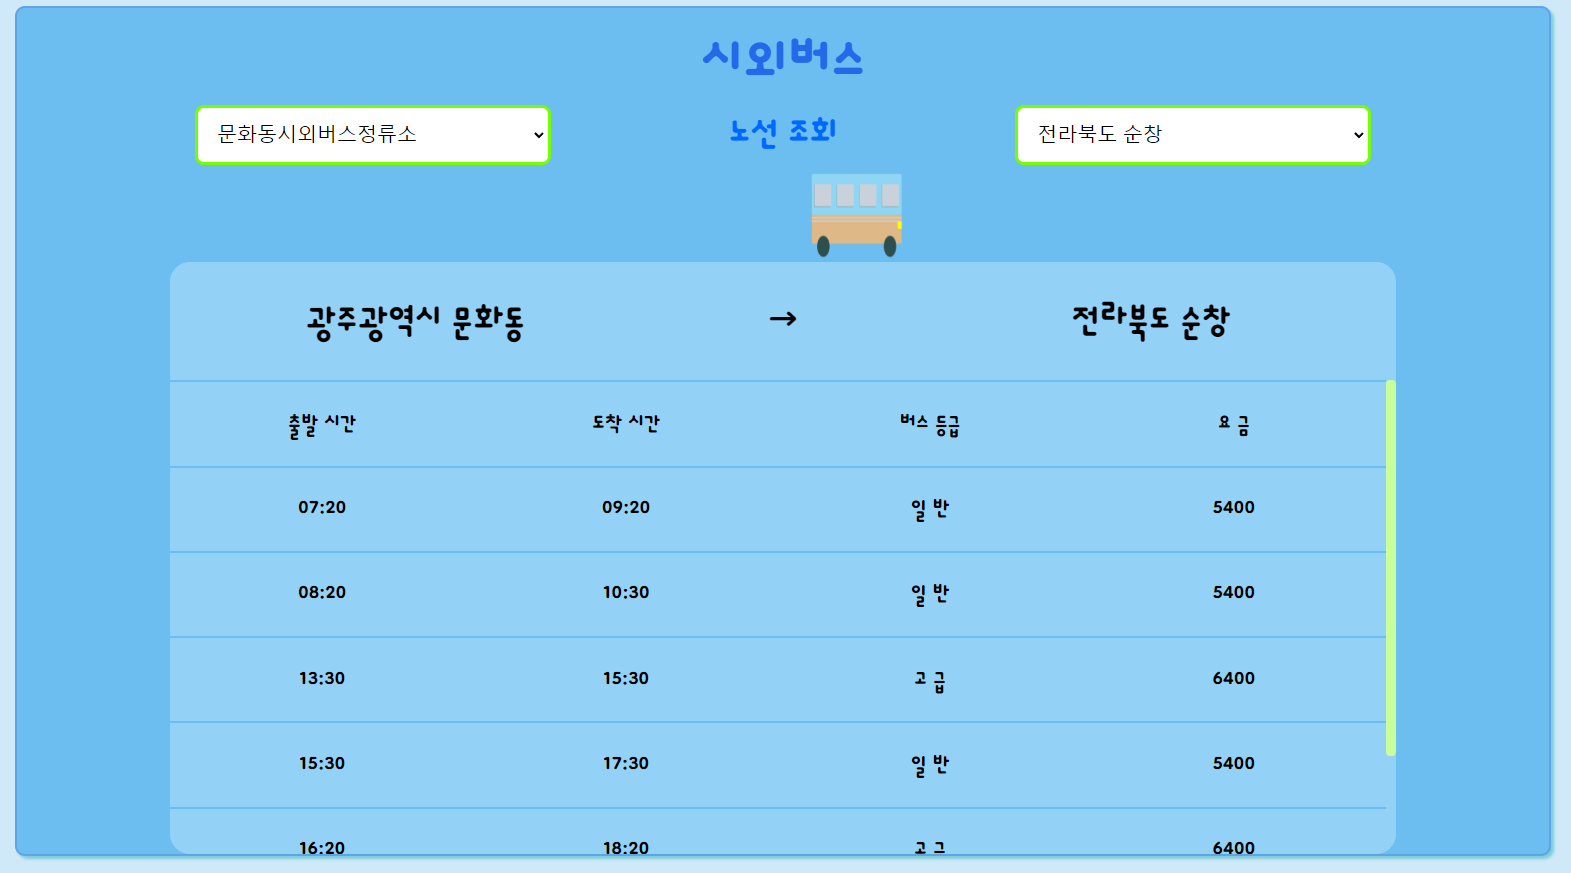 시외버스
문화동시외버스정류소 노선 조회 전라북도 순창
광주광역시 문화동 → 전라북도 순창
출발 시간 도착 시간 버스 등급 요 금
07:20 09:20 일 반 5400
08:20 10:30 일 반 5400
13:30 15:30 고 급 6400
15:30 17:30 일 반 5400
16:20 18:20 6400